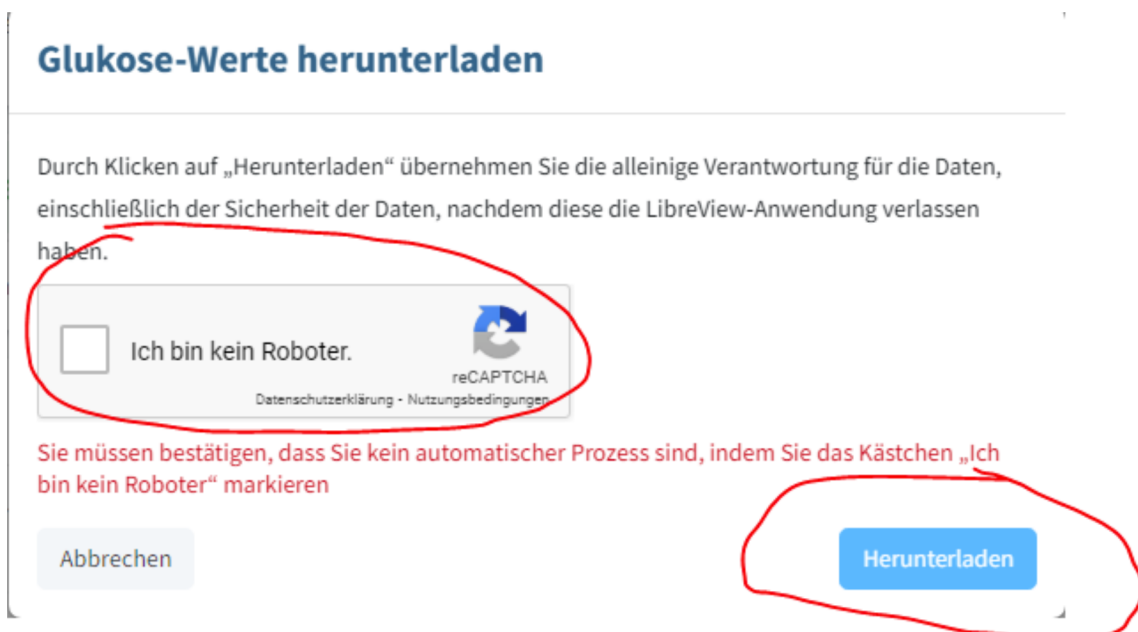 Glukose-Werte herunterladen
Durch Klicken auf „Herunterladen“ übernehmen Sie die alleinige Verantwortung für die Daten,
einschließlich der Sicherheit der Daten, nachdem diese die LibreView-Anwendung verlassen
haben.
Ich bin kein Roboter.
reCAPTCHA
Datenschutzerklärung - Nutzungsbedingungen
Sie müssen bestätigen, dass Sie kein automatischer Prozess sind, indem Sie das Kästchen „Ich
bin kein Roboter“ markieren
Abbrechen
Herunterladen